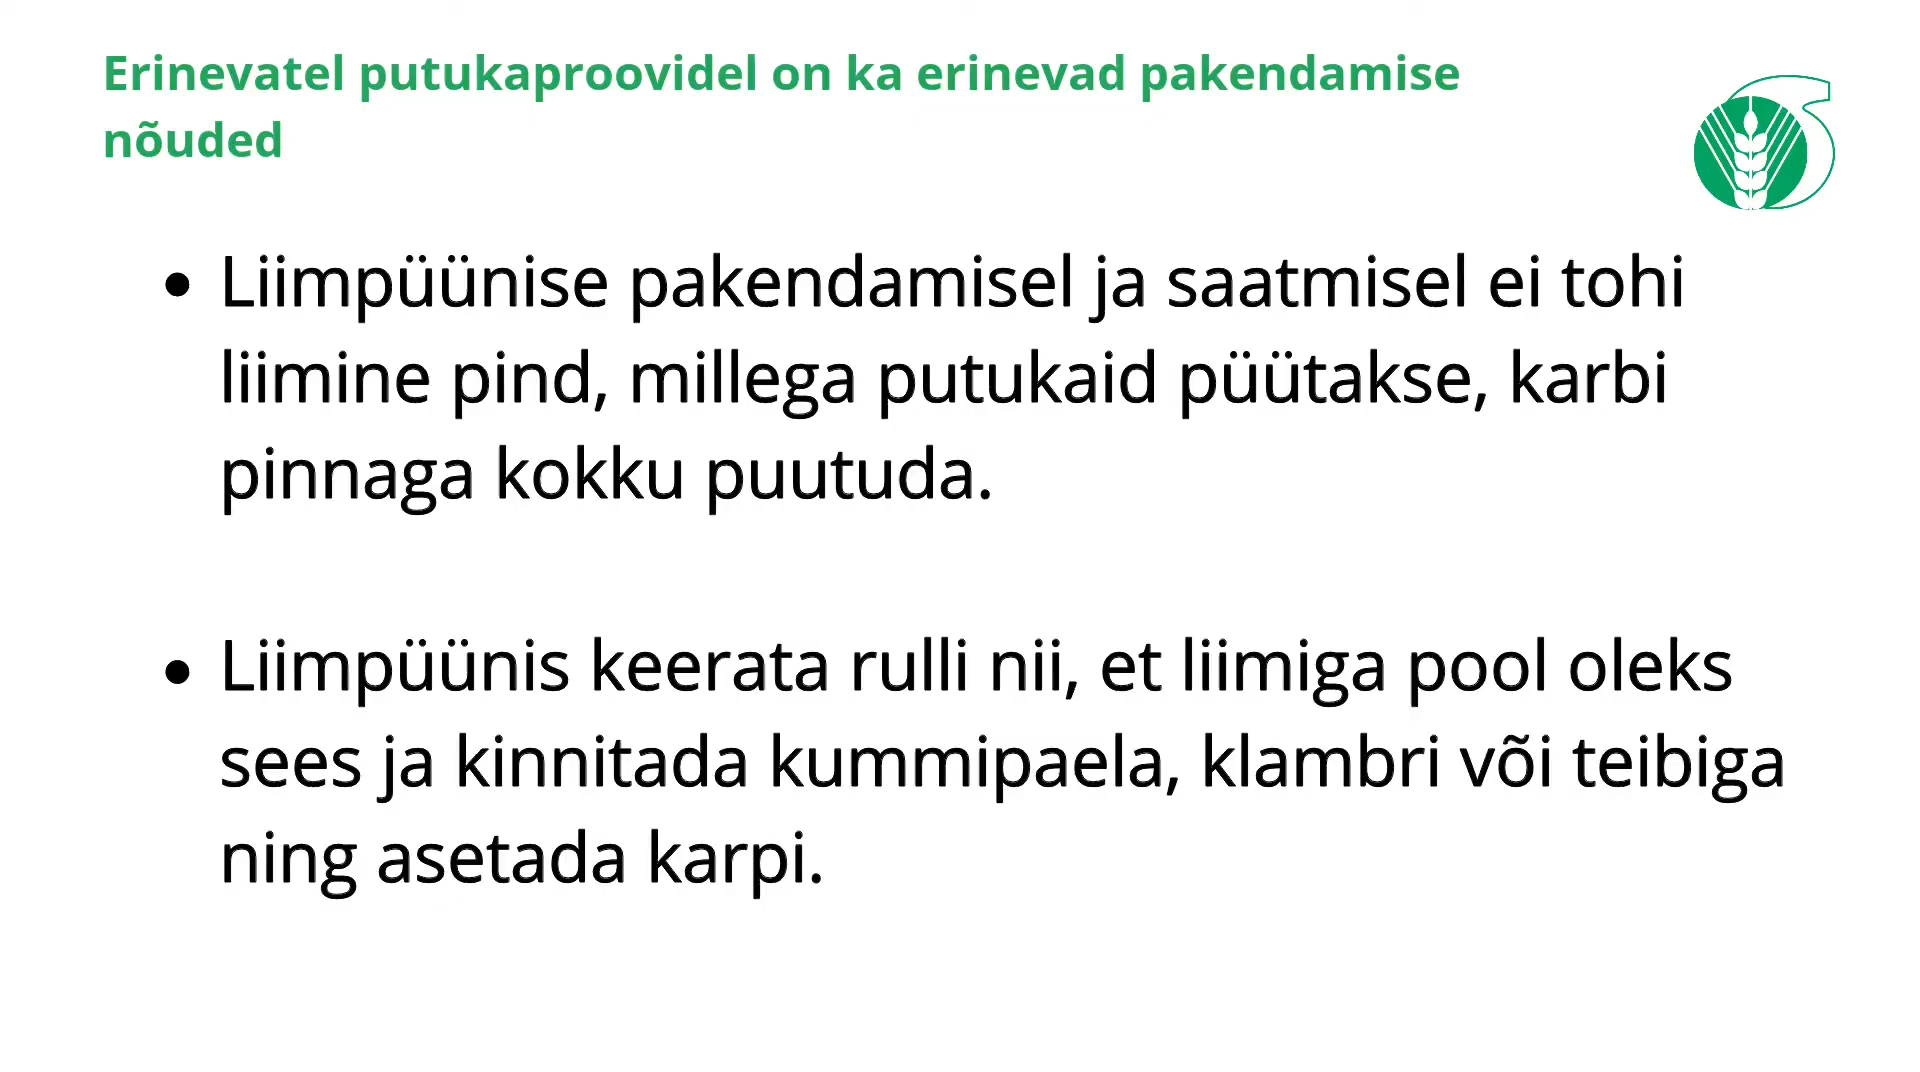 Erinevatel putukaproovidel on ka erinevad pakendamise
nõuded
• Liimpüünise pakendamisel ja saatmisel ei tohi
liimine pind, millega putukaid püütakse, karbi
pinnaga kokku puutuda.
• Liimpüünis keerata rulli nii, et liimiga pool oleks
sees ja kinnitada kummipaela, klambri või teibiga
ning asetada karpi.